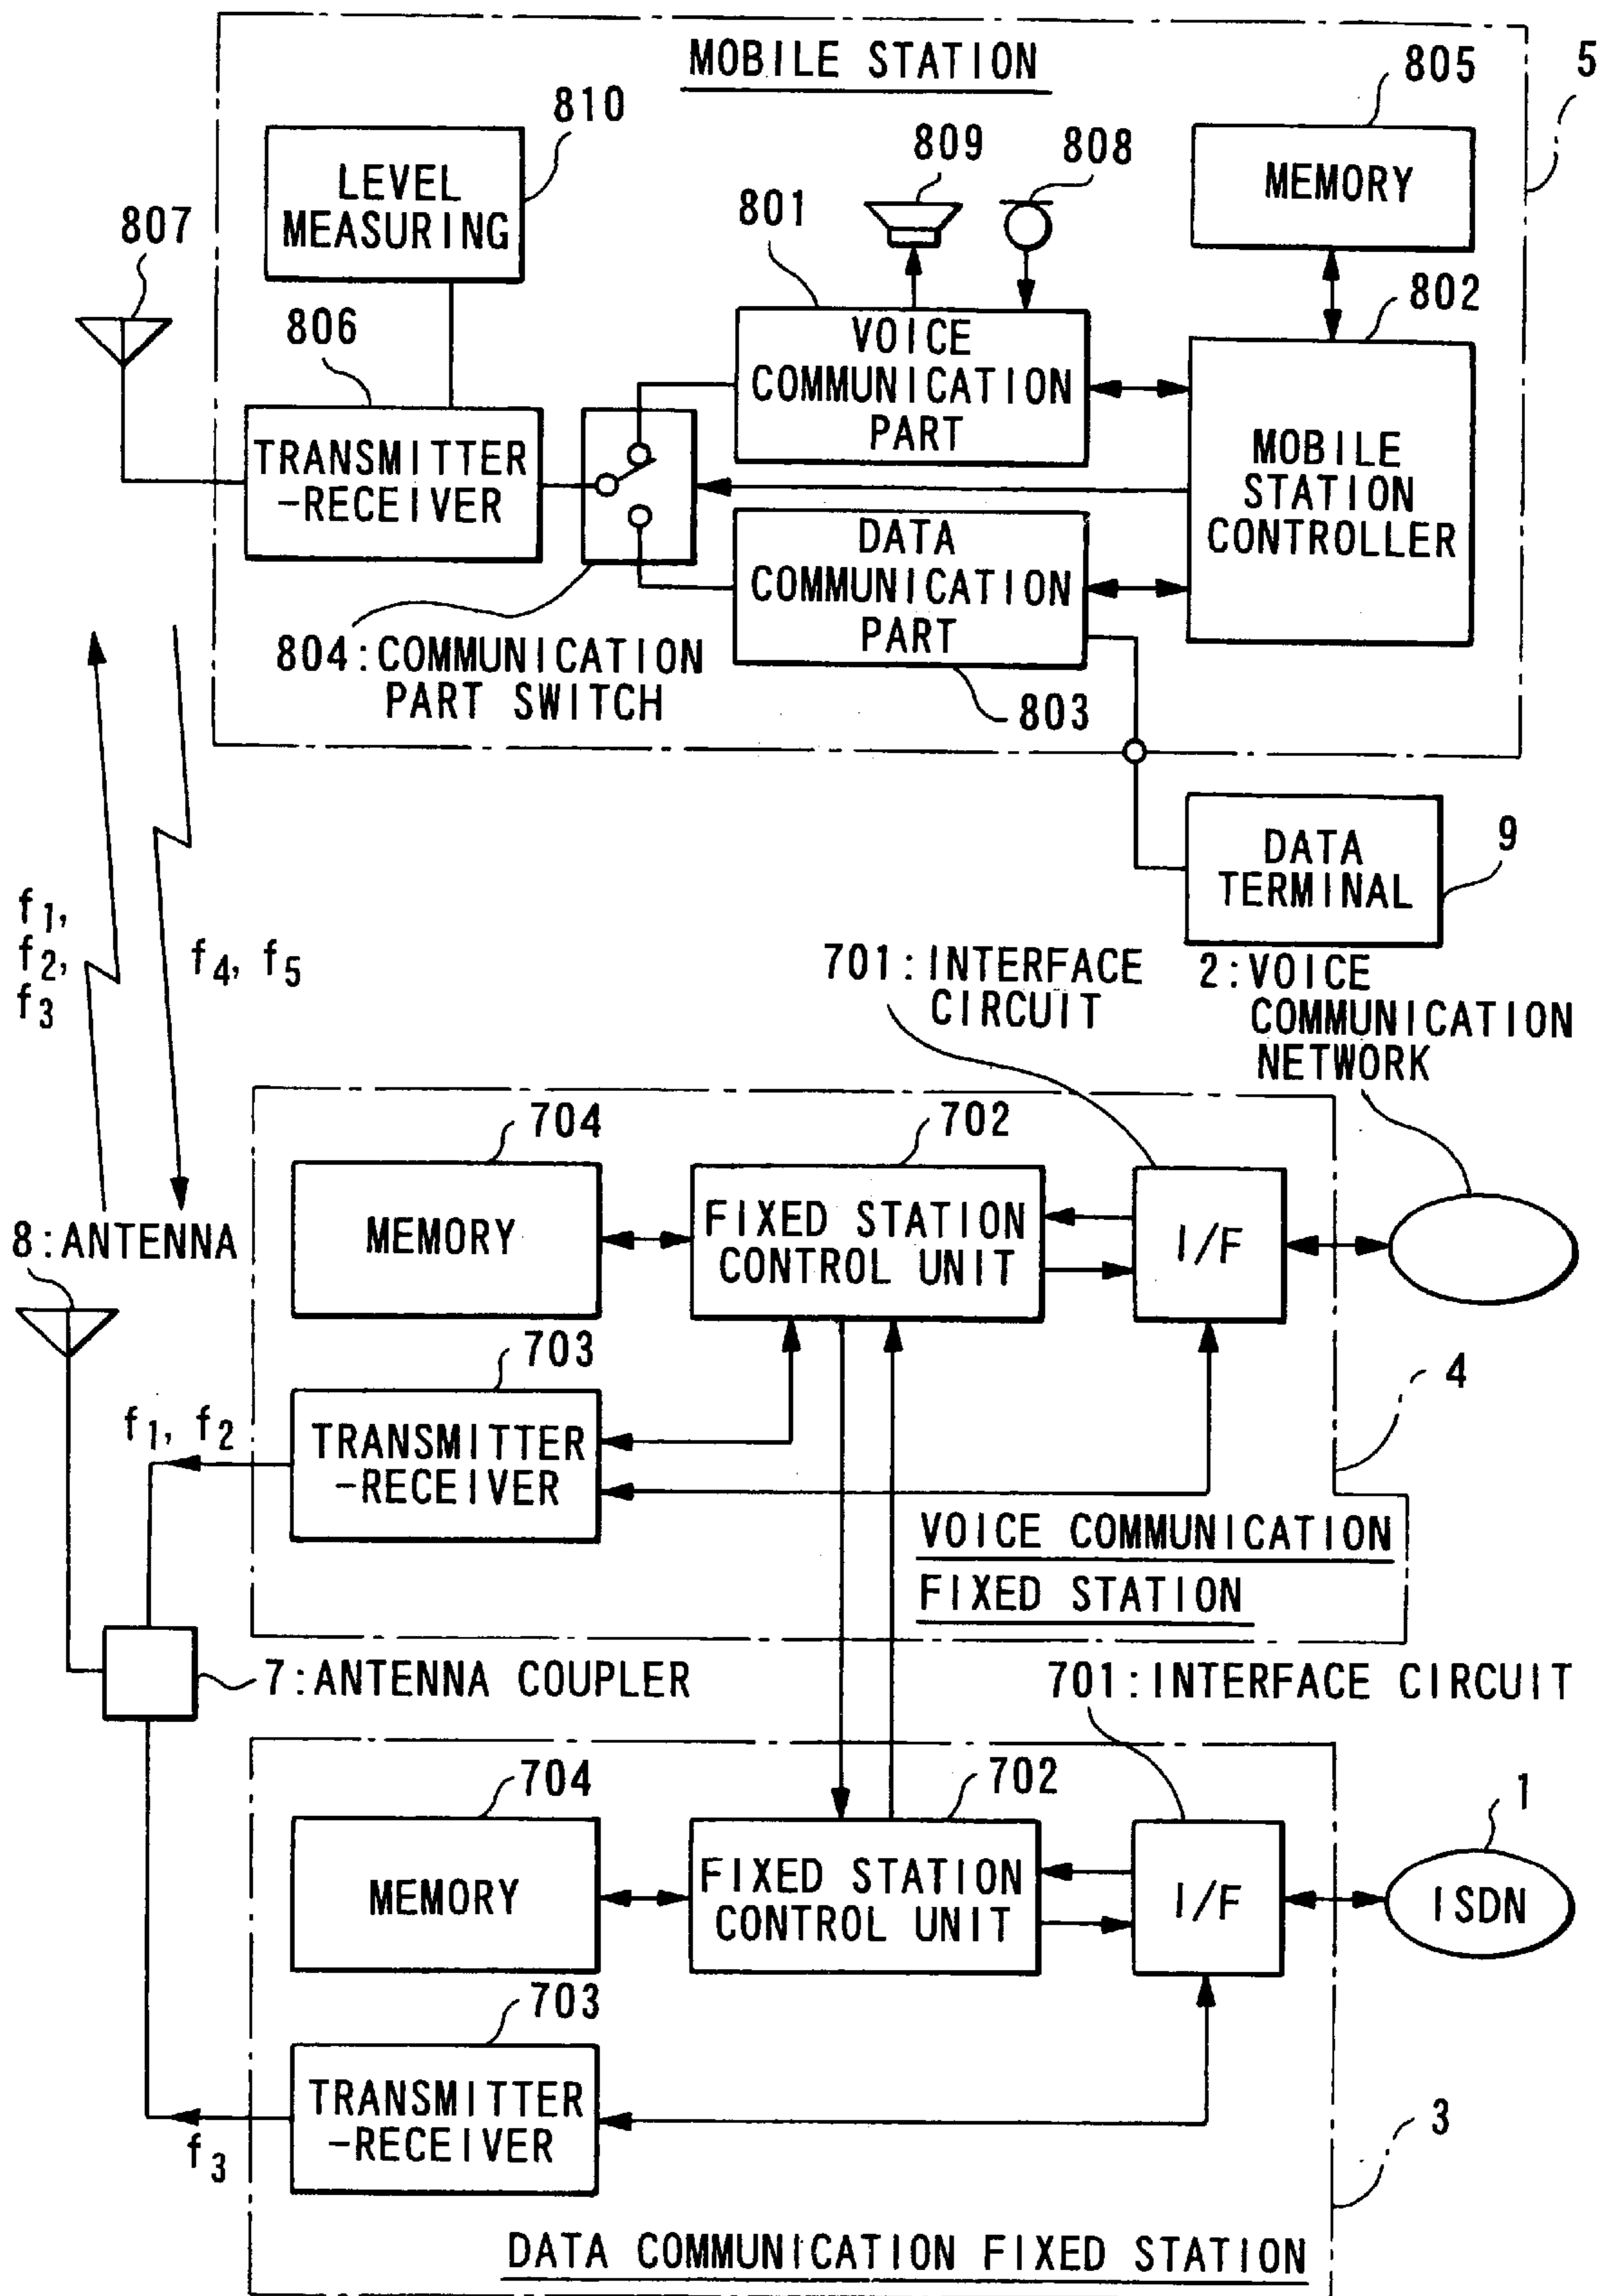 MOBILE STATION
805
5
810
809
808
LEVEL
MEASURING
801
MEMORY
807
806
802
VOICE
COMMUNICATION
PART
TRANSMITTER
-RECEIVER
MOBILE
STATION
CONTROLLER
DATA
COMMUNICATION
PART
804:COMMUNICATION
PART SWITCH
803
DATA
TERMINAL
9
f1,
f2,
f3
f4, f5
701:INTERFACE
CIRCUIT
2:VOICE
COMMUNICATION
NETWORK
704
702
MEMORY
FIXED STATION
CONTROL UNIT
I/F
8:ANTENNA
703
4
f1, f2
TRANSMITTER
-RECEIVER
VOICE COMMUNICATION
FIXED STATION
7:ANTENNA COUPLER
701:INTERFACE CIRCUIT
704
702
1
MEMORY
FIXED STATION
CONTROL UNIT
I/F
ISDN
703
TRANSMITTER
-RECEIVER
f3
3
DATA COMMUNICATION FIXED STATION